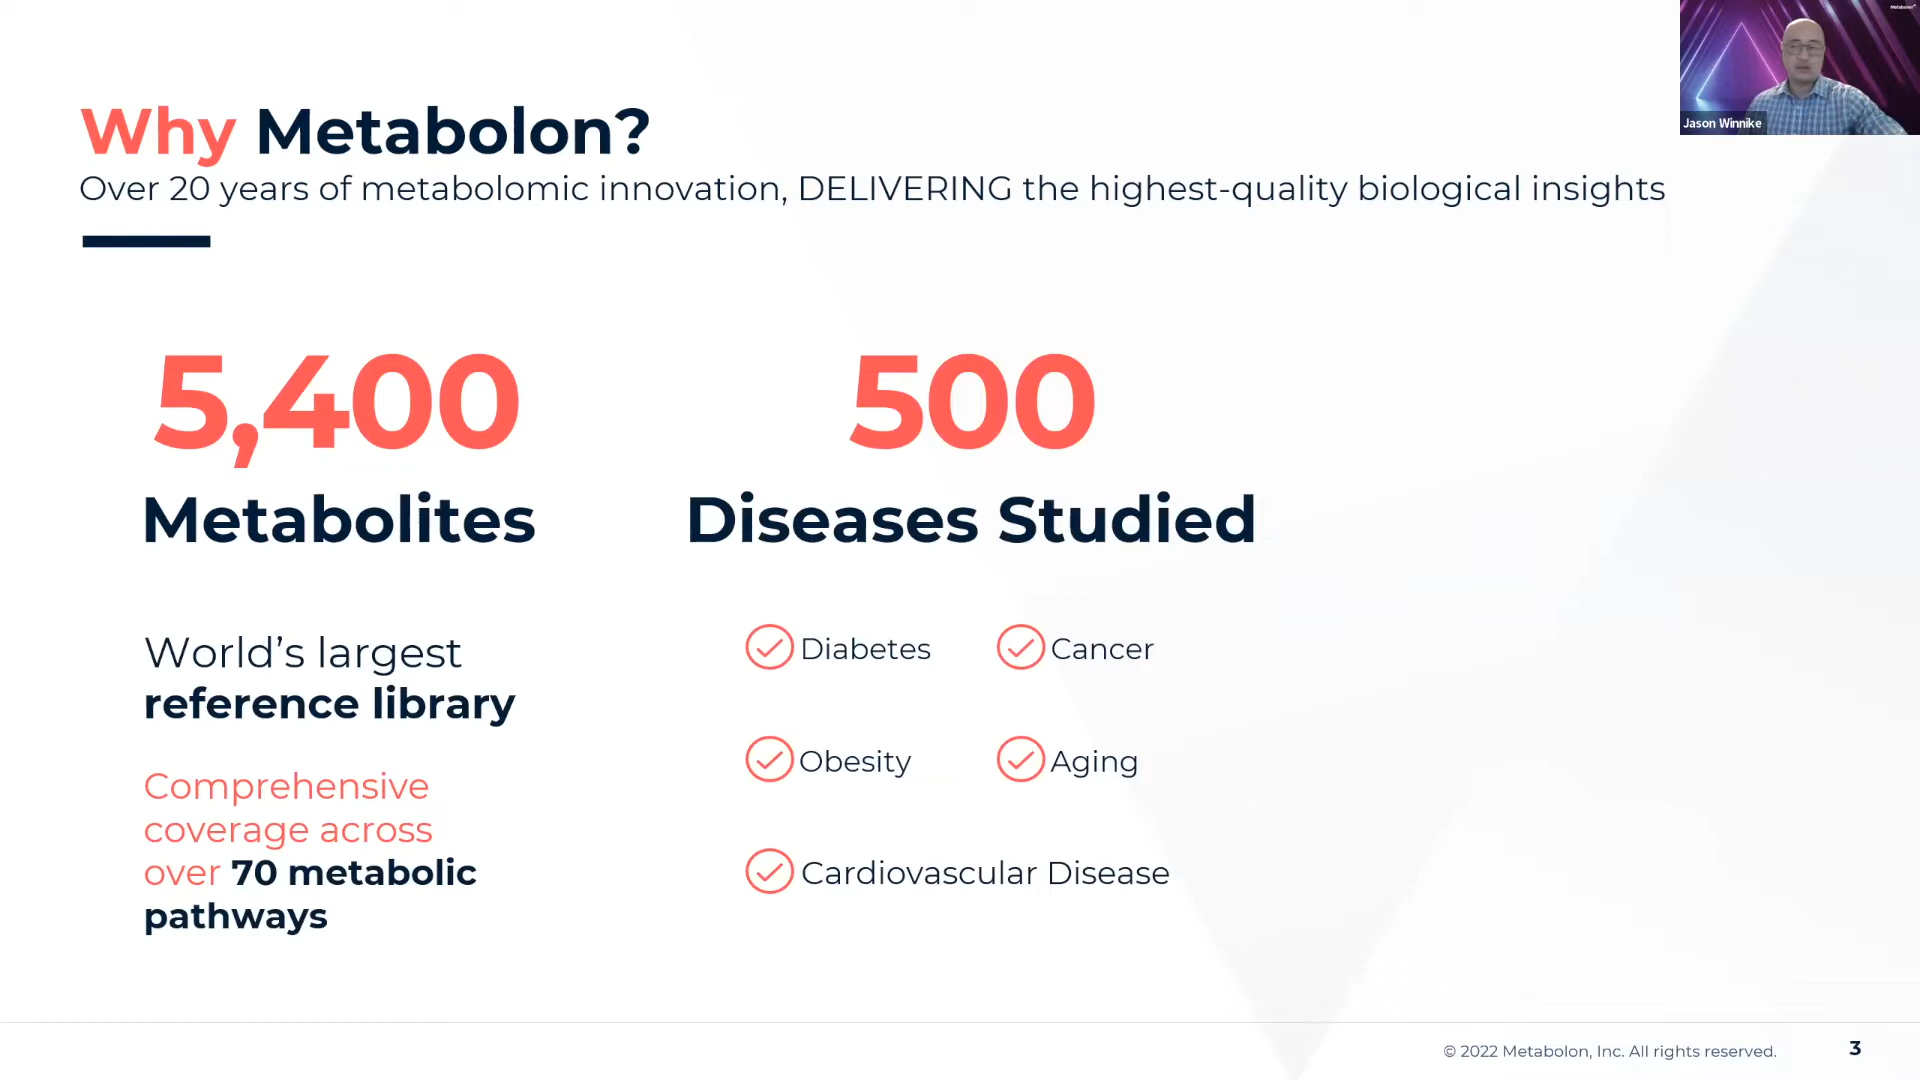 Metabolon
Jason Winnike
Why Metabolon?
Over 20 years of metabolomic innovation, DELIVERING the highest-quality biological insights
5,400
Metabolites
World’s largest
reference library
Comprehensive
coverage across
over 70 metabolic
pathways
500
Diseases Studied
Diabetes
Cancer
Obesity
Aging
Cardiovascular Disease
© 2022 Metabolon, Inc. All rights reserved.
3